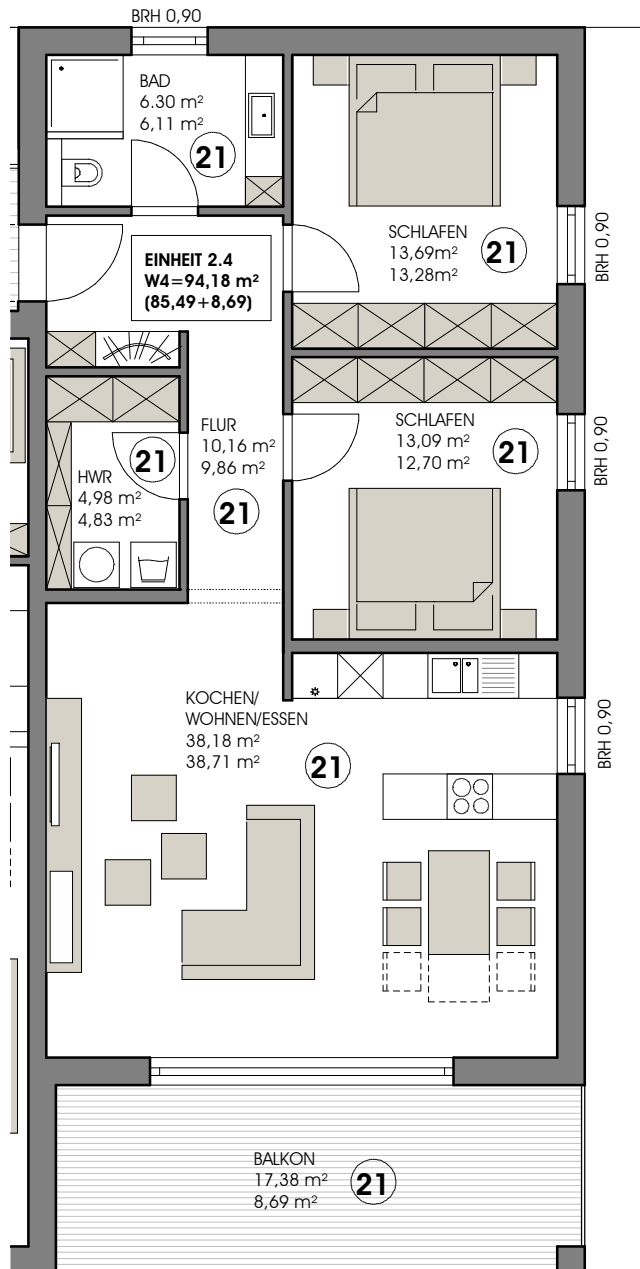 BRH 0,90
BAD
6.30 m²
6,11 m²
21
EINHEIT 2.4
W4=94,18 m²
(85,49+8,69)
SCHLAFEN
13,69m²
13,28m²
21
BRH 0,90
FLUR
10,16 m²
9,86 m²
21
HWR
4,98 m²
4,83 m²
21
SCHLAFEN
13,09 m²
12,70 m²
21
BRH 0,90
KOCHEN/
WOHNEN/ESSEN
38,18 m²
38,71 m²
21
BRH 0,90
BALKON
17,38 m²
8,69 m²
21